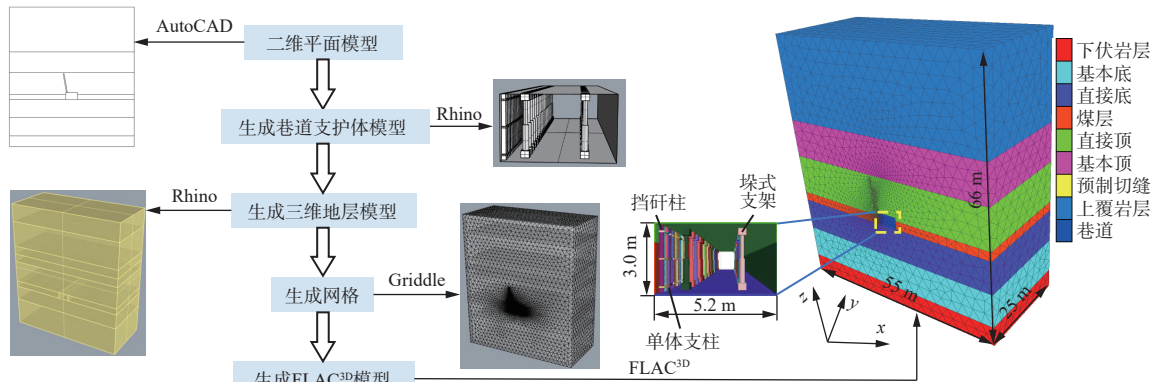 AutoCAD
二维平面模型
生成巷道支护体模型
Rhino
Rhino
生成三维地层模型
生成网格
Griddle
生成FLAC3D模型
FLAC3D
挡矸柱
垛式
支架
3.0 m
5.2 m
单体支柱
z
y
x
66 m
55 m
25 m
下伏岩层
基本底
直接底
煤层
直接顶
基本顶
预制切缝
上覆岩层
巷道